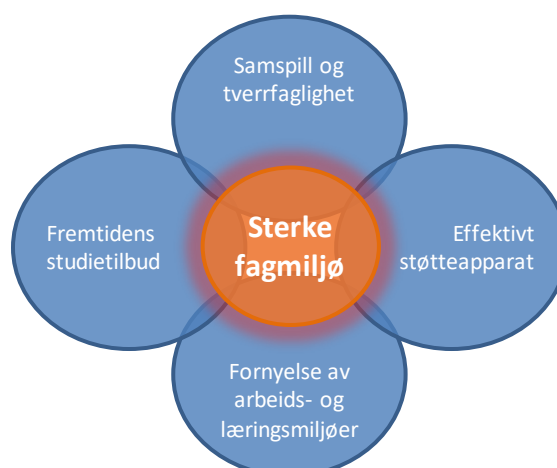 Samspill og
tverrfaglighet
Fremtidens
studietilbud
Sterke
fagmiljø
Effektivt
støtteapparat
Fornyelse av
arbeids- og
læringsmiljøer